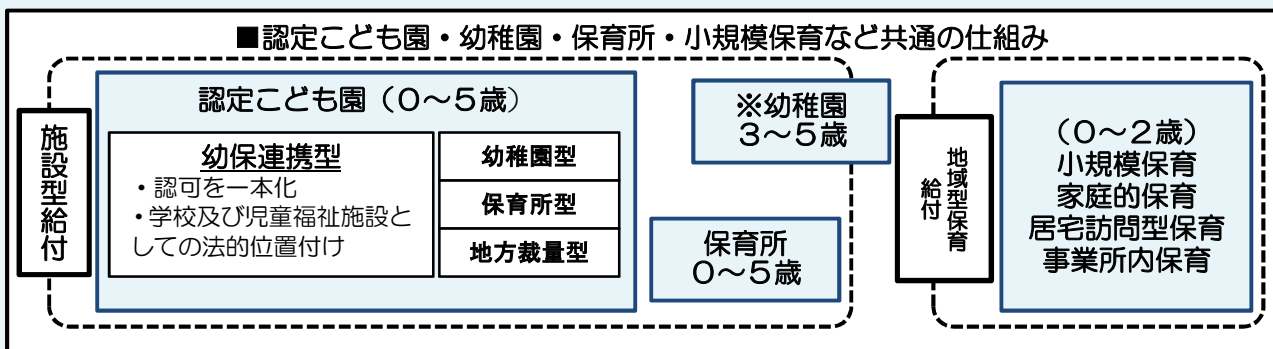 ■認定こども園・幼稚園・保育所・小規模保育など共通の仕組み
施設型給付
認定こども園（０～５歳）
幼保連携型
・認可を一本化
・学校及び児童福祉施設と
しての法的位置付け
幼稚園型
保育所型
地方裁量型
※幼稚園
３～５歳
保育所
０～５歳
地域型保育
給付
（０～２歳）
小規模保育
家庭的保育
居宅訪問型保育
事業所内保育